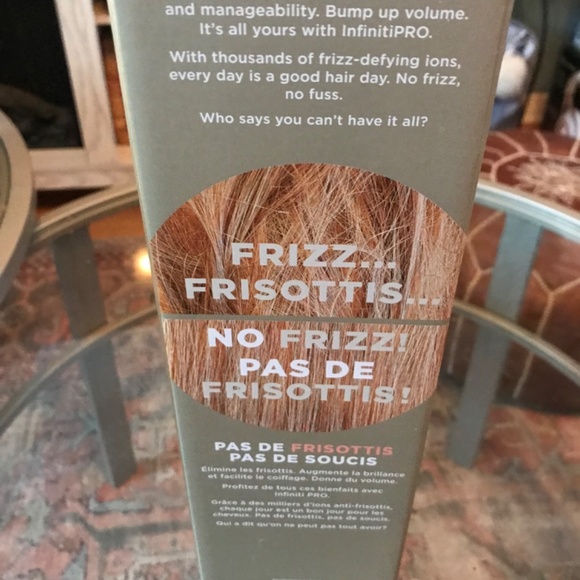 and manageability. Bump up volume.
It's all yours with InfinitiPRO.
With thousands of frizz-defying ions,
every day is a good hair day. No frizz,
no fuss.
Who says you can't have it all?
FRIZZ...
FRISOTTIS...
NO FRIZZ!
PAS DE
FRISOTTIS!
PAS DE FRISOTTIS
PAS DE SOUCIS
Élimine les frisottis. Augmente la brillance
et facilite le coiffage. Donne du volume.
Profitez de tous ces bienfaits avec
Infiniti PRO.
Grâce à des milliers d'ions anti-frisottis,
chaque jour est un bon jour pour les
cheveux. Pas de frisottis, pas de soucis.
Qui a dit qu'on ne peut pas tout avoir?